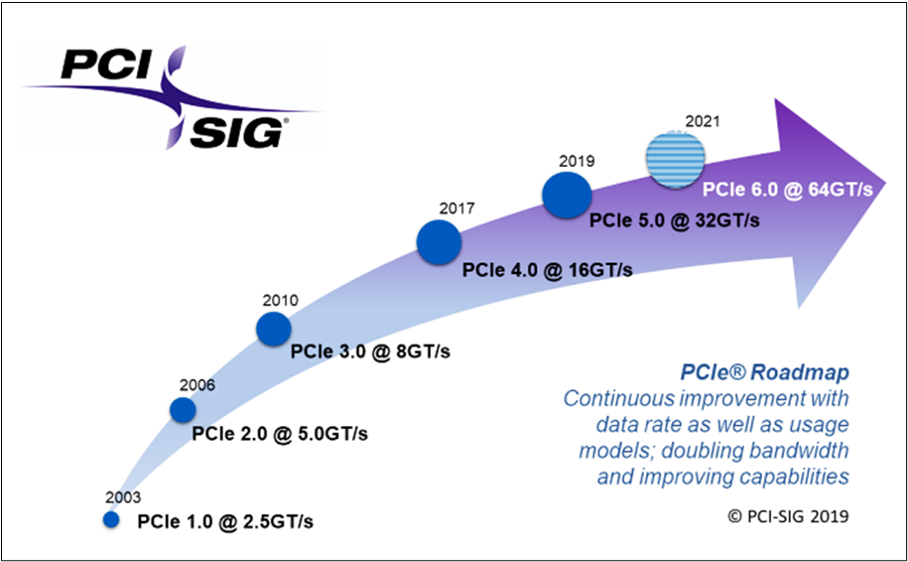 PCI
SIG®
2021
PCIe 6.0 @ 64GT/s
2019
PCIe 5.0 @ 32GT/s
2017
PCIe 4.0 @ 16GT/s
2010
PCIe 3.0 @ 8GT/s
2006
PCIe 2.0 @ 5.0GT/s
2003
PCIe 1.0 @ 2.5GT/s
PCIe® Roadmap
Continuous improvement with
data rate as well as usage
models; doubling bandwidth
and improving capabilities
© PCI-SIG 2019